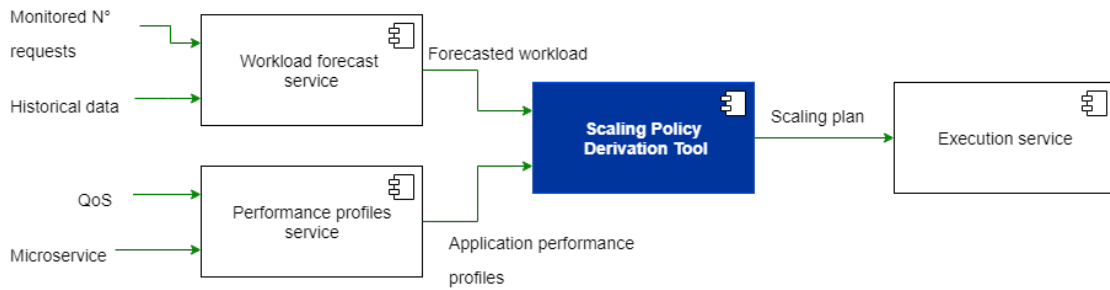 Monitored N°
requests
Historical data
Workload forecast
service
Forecasted workload
QoS
Microservice
Performance profiles
service
Application performance
profiles
Scaling Policy
Derivation Tool
Scaling plan
Execution service